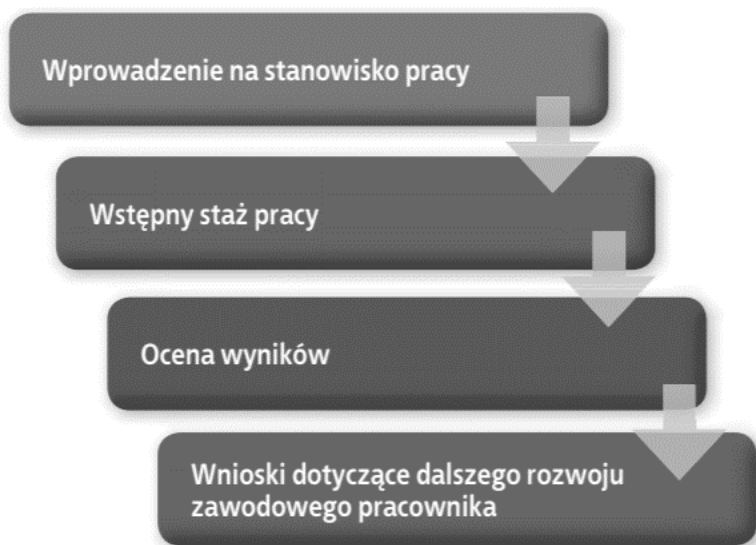 Wprowadzenie na stanowisko pracy
Wstępny staż pracy
Ocena wyników
Wnioski dotyczące dalszego rozwoju
zawodowego pracownika